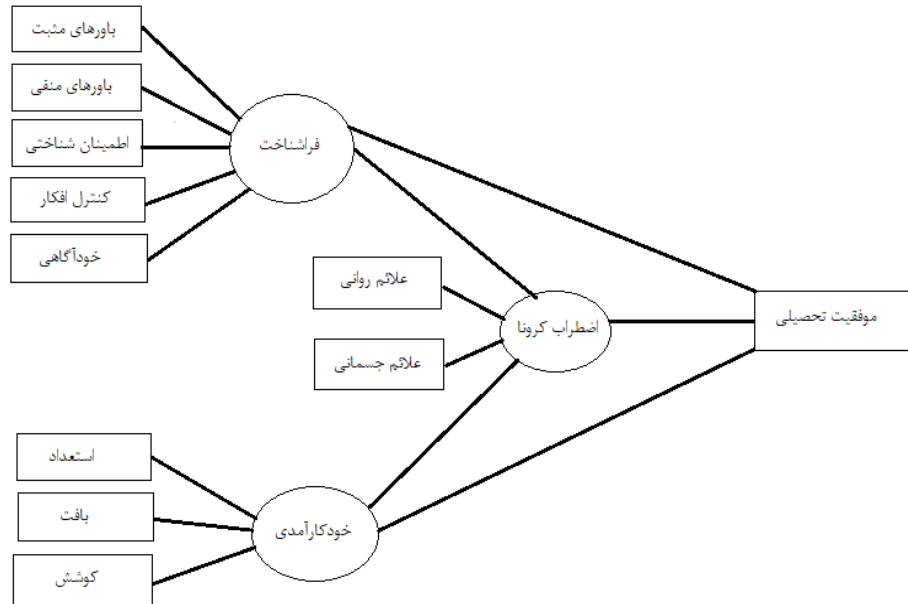 باورهای مثبت
باورهای منفی
اطمینان شناختی
کنترل افکار
خودآگاهی
فراشناخت
علائم روانی
علائم جسمانی
اضطراب کرونا
موفقیت تحصیلی
استعداد
بافت
کوشش
خودکارآمدی